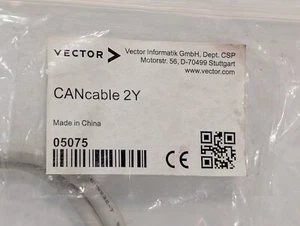 VECTOR
Vector Informatik GmbH, Dept. CSP
Motorstr. 56, D-70499 Stuttgart
www.vector.com
CANcable 2Y
Made in China
05075
CE